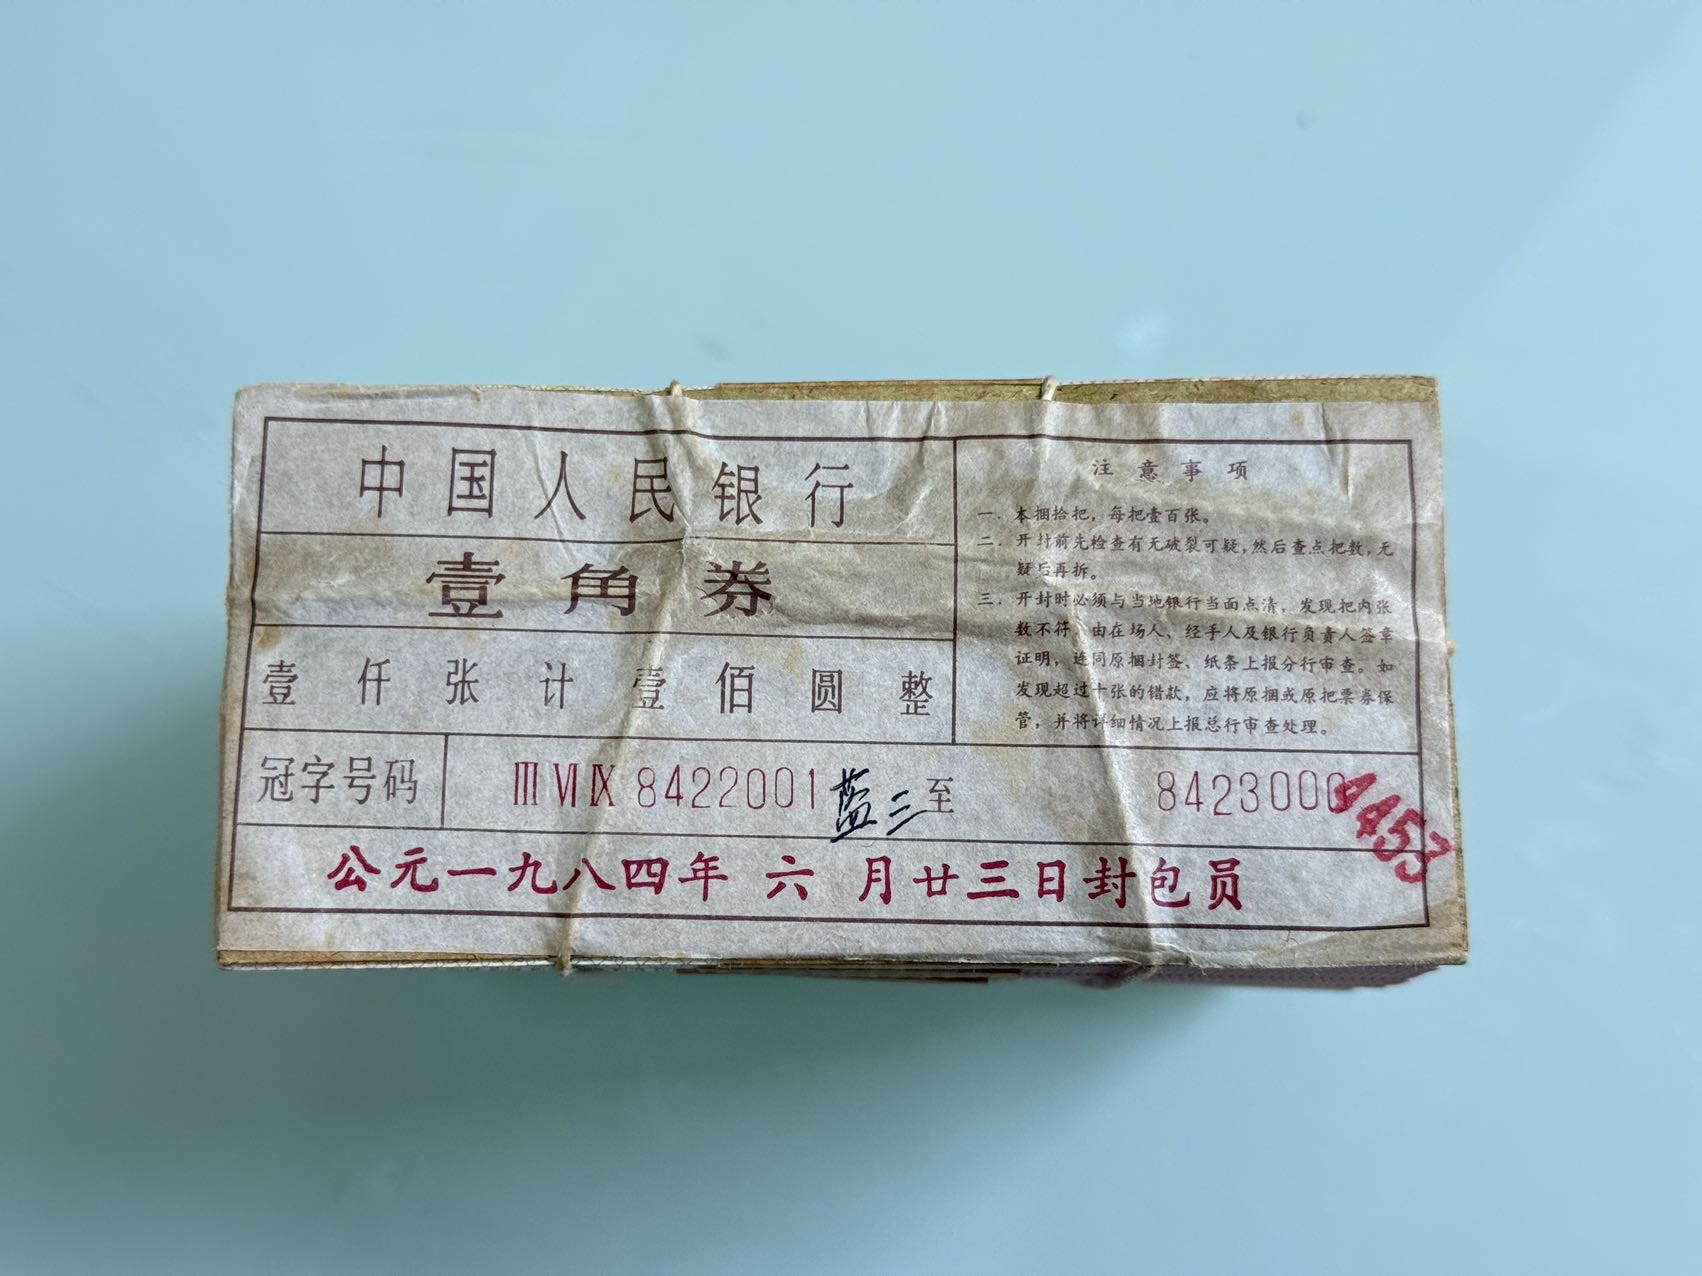 中国人民银行
壹角券
壹仟张计壹佰圆整
注意事项
一．本捆拾把，每把壹百张。
二．开封前先检查有无破裂可疑，然后查点把数，无
疑后再拆。
三．开封时必须与当地银行当面点清，发现把内张
数不符，由在场人、经手人及银行负责人签章
证明，连同原捆封签、纸条上报分行审查。如
发现超过十张的错款，应将原捆或原把票券保
管，并将详细情况上报总行审查处理。
冠字号码 ⅢⅥⅨ 8422001 蓝三 至 8423000
4453
公元一九八四年 六 月廿三日封包员